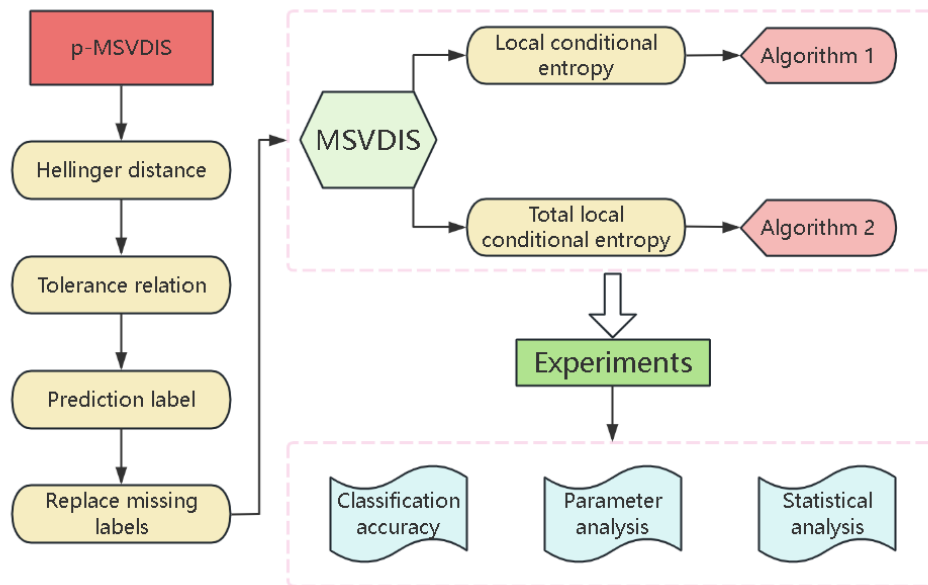 p-MSVDIS
Hellinger distance
Tolerance relation
Prediction label
Replace missing
labels
MSVDIS
Local conditional
entropy
Algorithm 1
Total local
conditional entropy
Algorithm 2
Experiments
Classification
accuracy
Parameter
analysis
Statistical
analysis